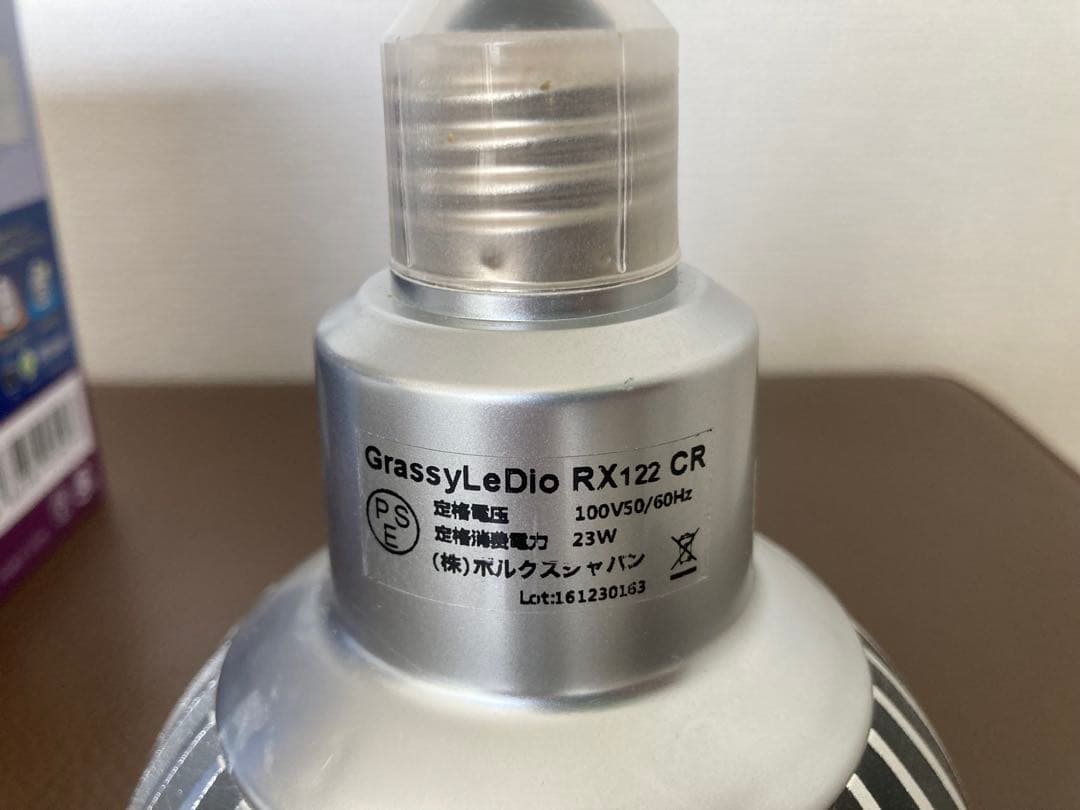 GrassyLeDio RX122 CR
PSE
定格電圧 100V50/60Hz
定格消費電力 23W
(株)ボルクスジャパン
Lot:161230163